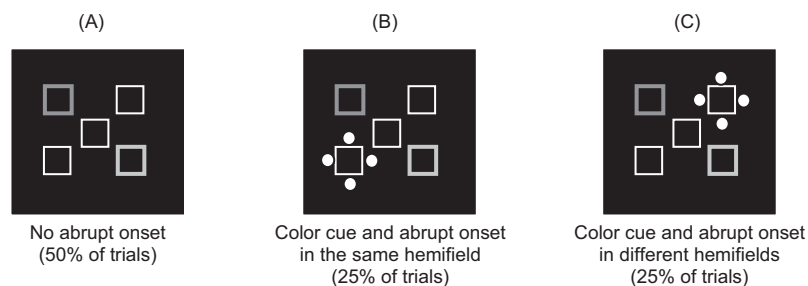 (A)
(B)
(C)
No abrupt onset
(50% of trials)
Color cue and abrupt onset
in the same hemifield
(25% of trials)
Color cue and abrupt onset
in different hemifields
(25% of trials)